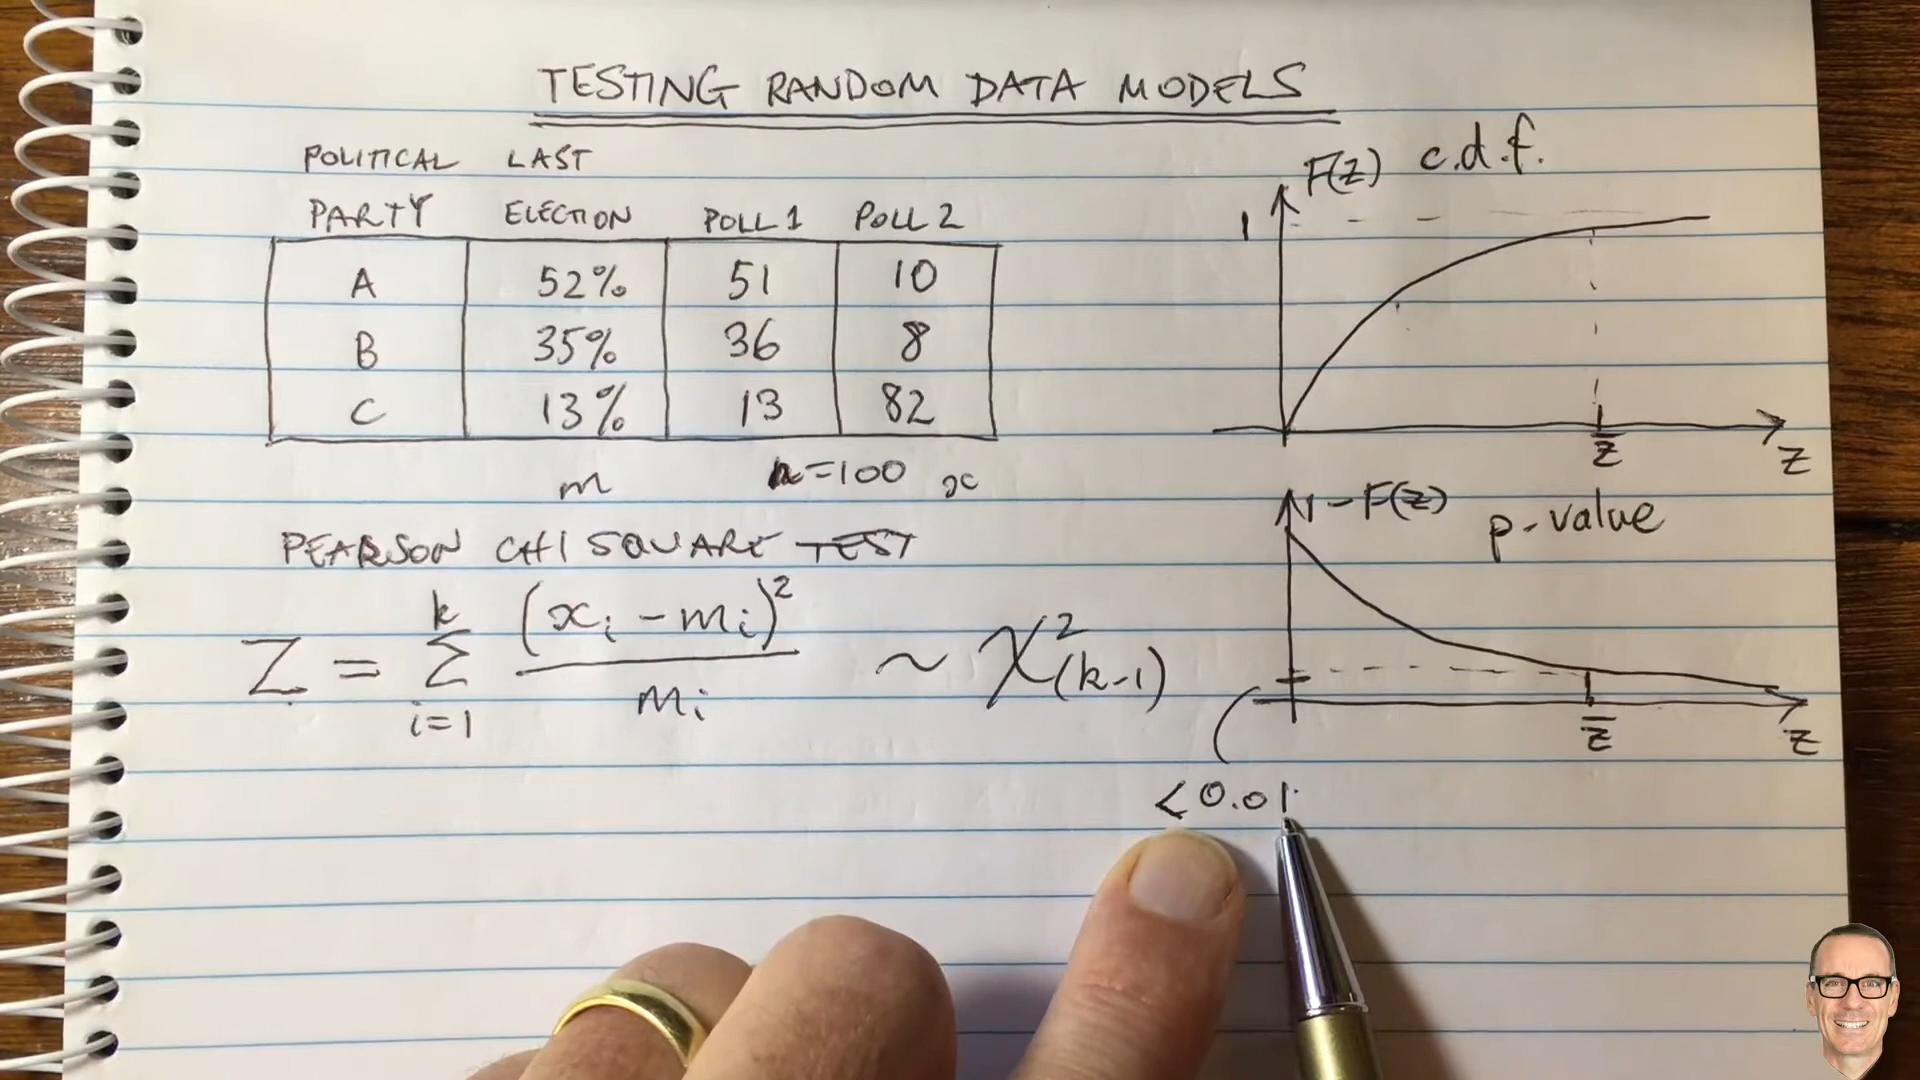 TESTING RANDOM DATA MODELS
POLITICAL LAST
PARTY ELECTION POLL 1 POLL 2
A 52% 51 10
B 35% 36 8
C 13% 13 82
m n=100 x
PEARSON CHI SQUARE TEST
Z = k Σ i=1 (xi - mi)² / mi ~ χ²(k-1)
F(z) c.d.f.
1
z̄ z
1 - F(z) p-value
z̄ z
< 0.01